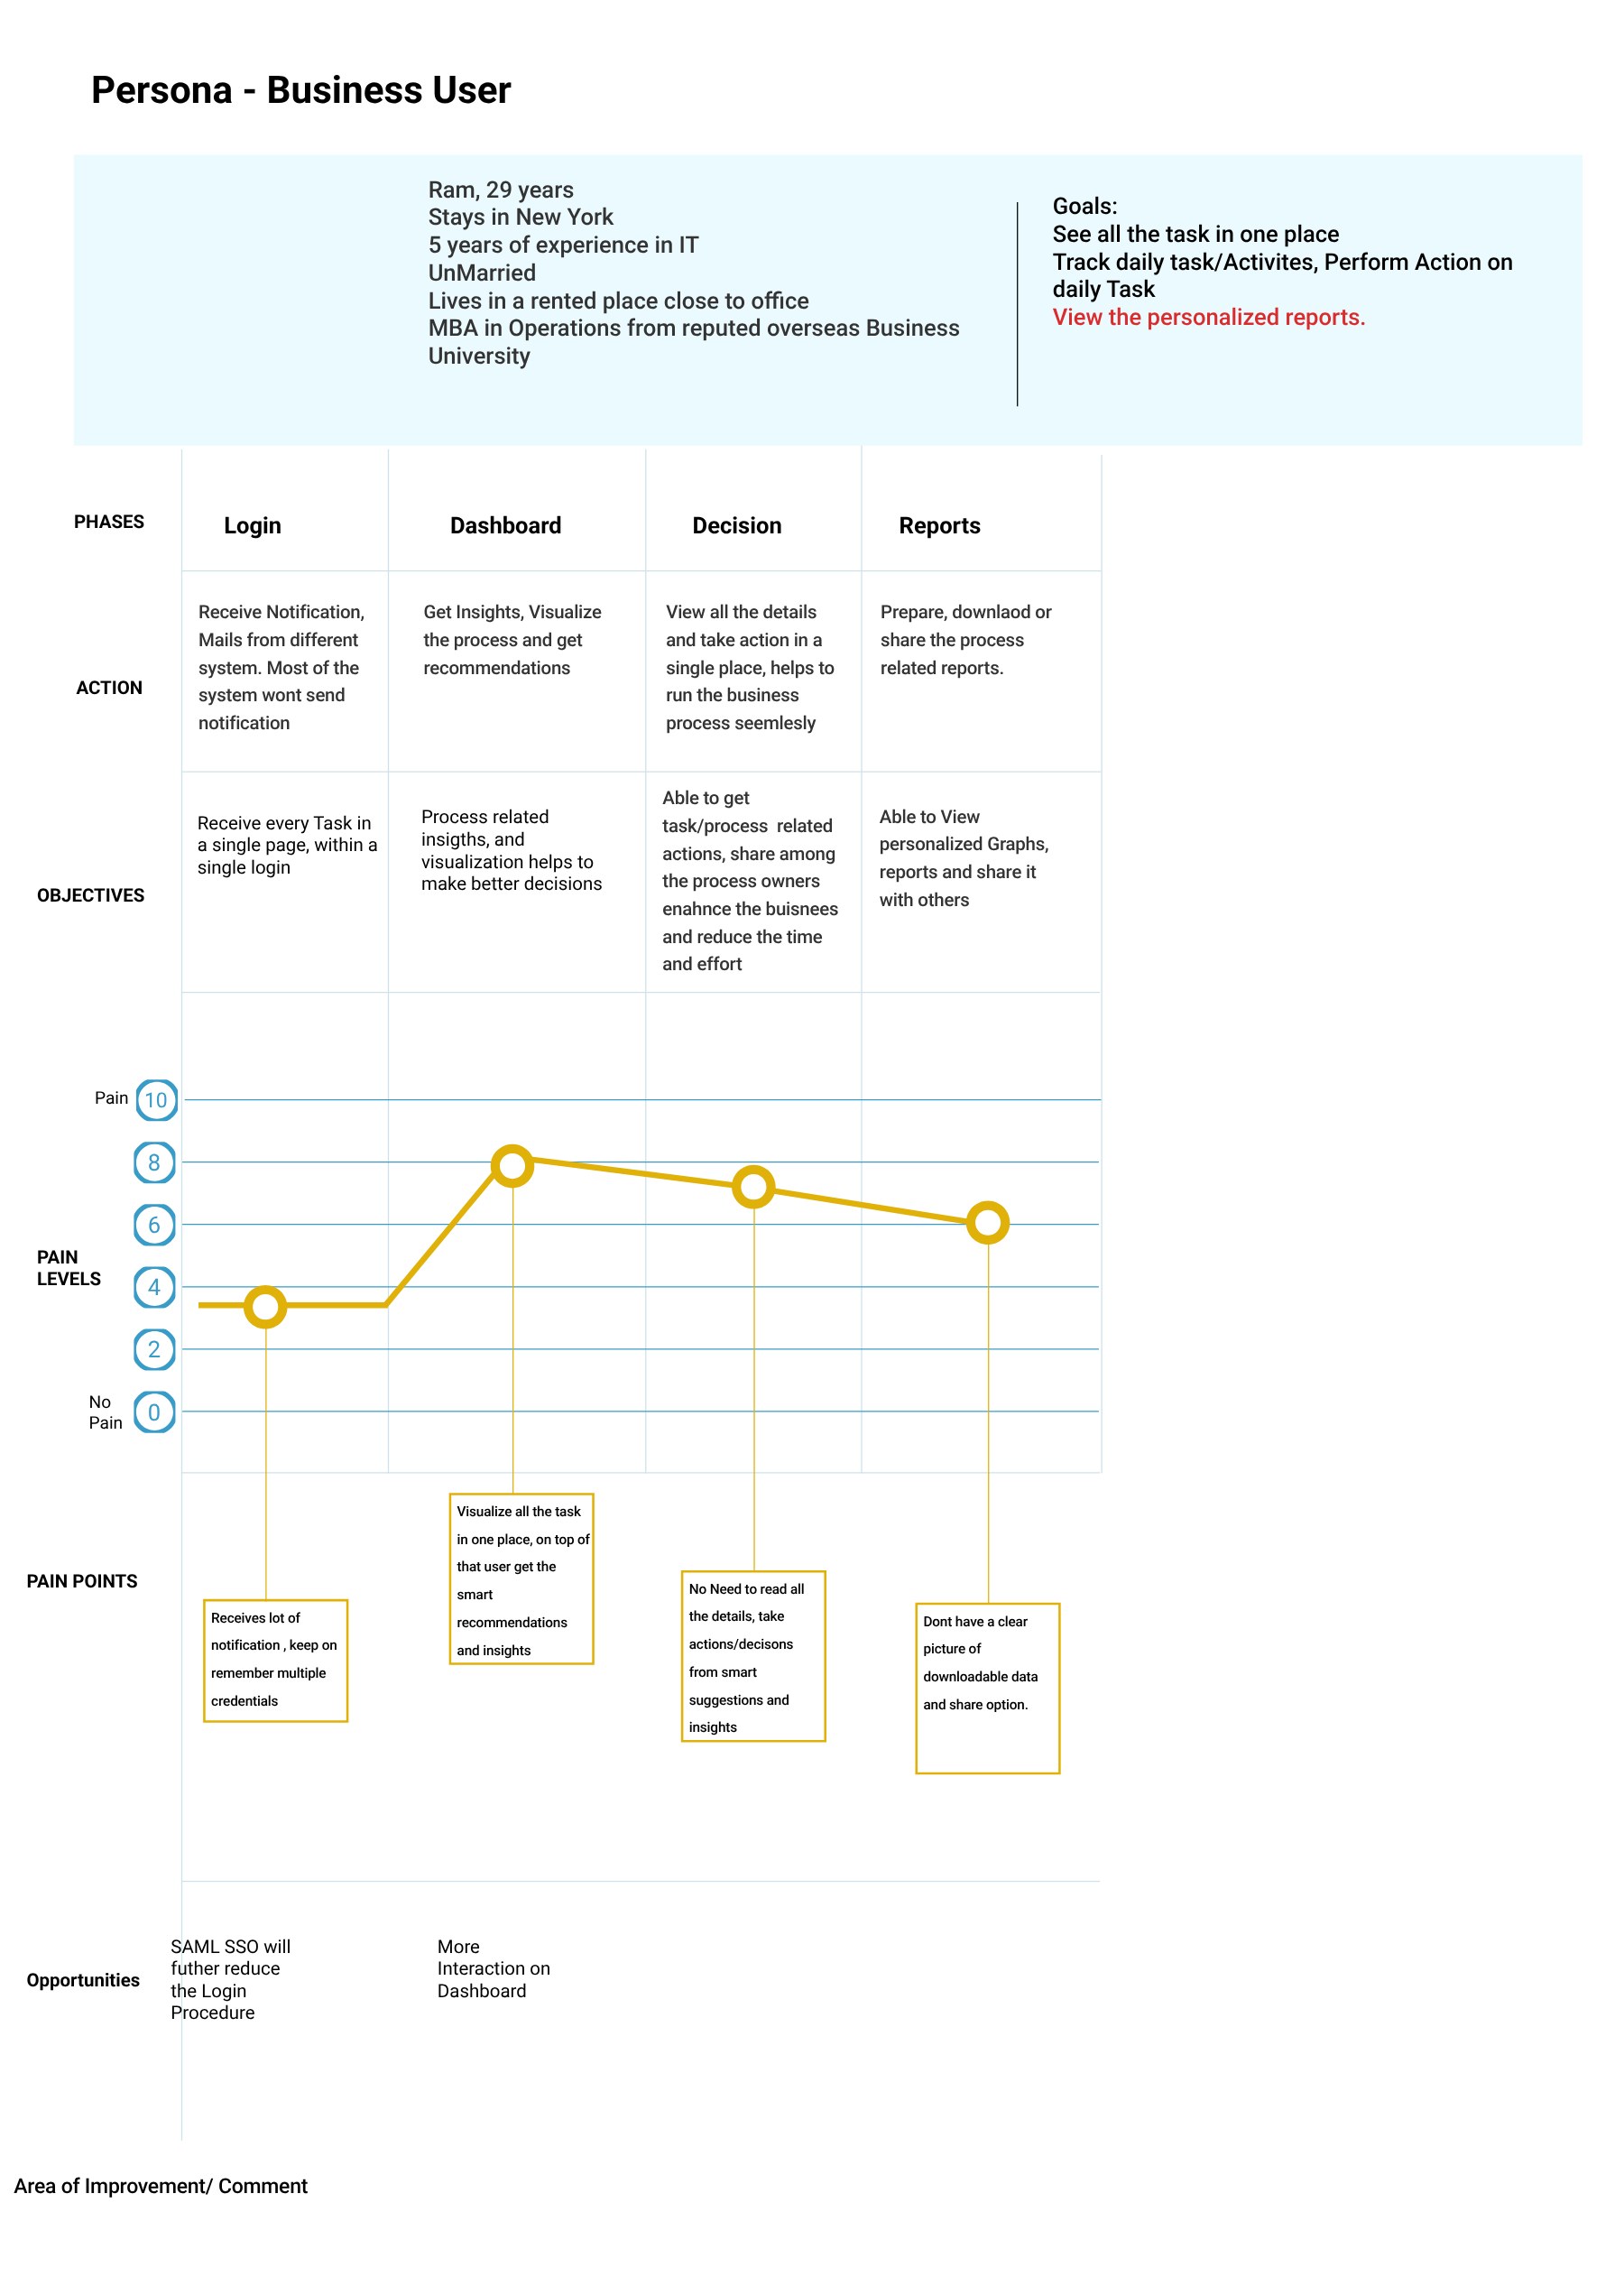 Persona - Business User
Ram, 29 years
Stays in New York
5 years of experience in IT
UnMarried
Lives in a rented place close to office
MBA in Operations from reputed overseas Business
University
Goals:
See all the task in one place
Track daily task/Activites, Perform Action on
daily Task
View the personalized reports.
PHASES
Login
Dashboard
Decision
Reports
ACTION
Receive Notification,
Mails from different
system. Most of the
system wont send
notification
Get Insights, Visualize
the process and get
recommendations
View all the details
and take action in a
single place, helps to
run the business
process seemlesly
Prepare, downlaod or
share the process
related reports.
OBJECTIVES
Receive every Task in
a single page, within a
single login
Process related
insigths, and
visualization helps to
make better decisions
Able to get
task/process related
actions, share among
the process owners
enahnce the buisnees
and reduce the time
and effort
Able to View
personalized Graphs,
reports and share it
with others
PAIN
LEVELS
Pain
10
8
6
4
2
No
Pain
0
PAIN POINTS
Receives lot of
notification , keep on
remember multiple
credentials
Visualize all the task
in one place, on top of
that user get the
smart
recommendations
and insights
No Need to read all
the details, take
actions/decisons
from smart
suggestions and
insights
Dont have a clear
picture of
downloadable data
and share option.
Opportunities
SAML SSO will
futher reduce
the Login
Procedure
More
Interaction on
Dashboard
Area of Improvement/ Comment